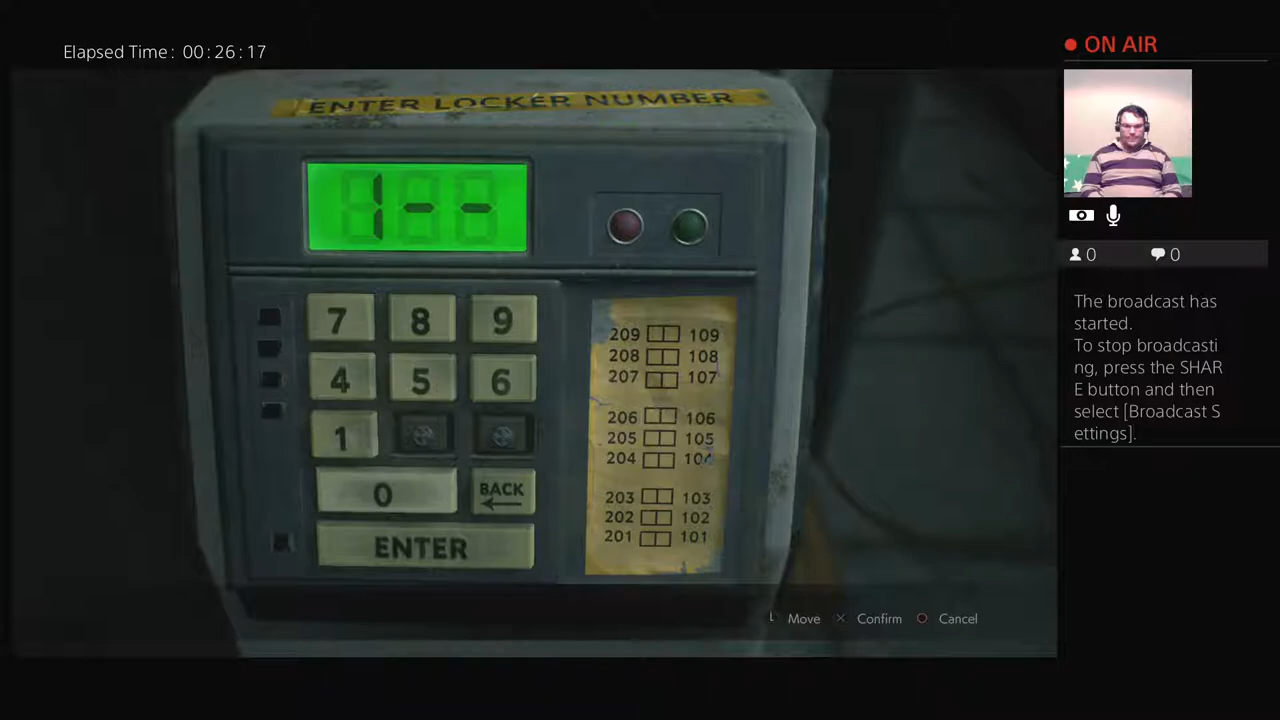 Elapsed Time: 00:26:17
ON AIR
ENTER LOCKER NUMBER
1--
7 8 9
4 5 6
1
0 BACK
ENTER
209 109
208 108
207 107
206 106
205 105
204 104
203 103
202 102
201 101
L Move Confirm Cancel
0 0
The broadcast has
started.
To stop broadcasti
ng, press the SHAR
E button and then
select [Broadcast S
ettings].